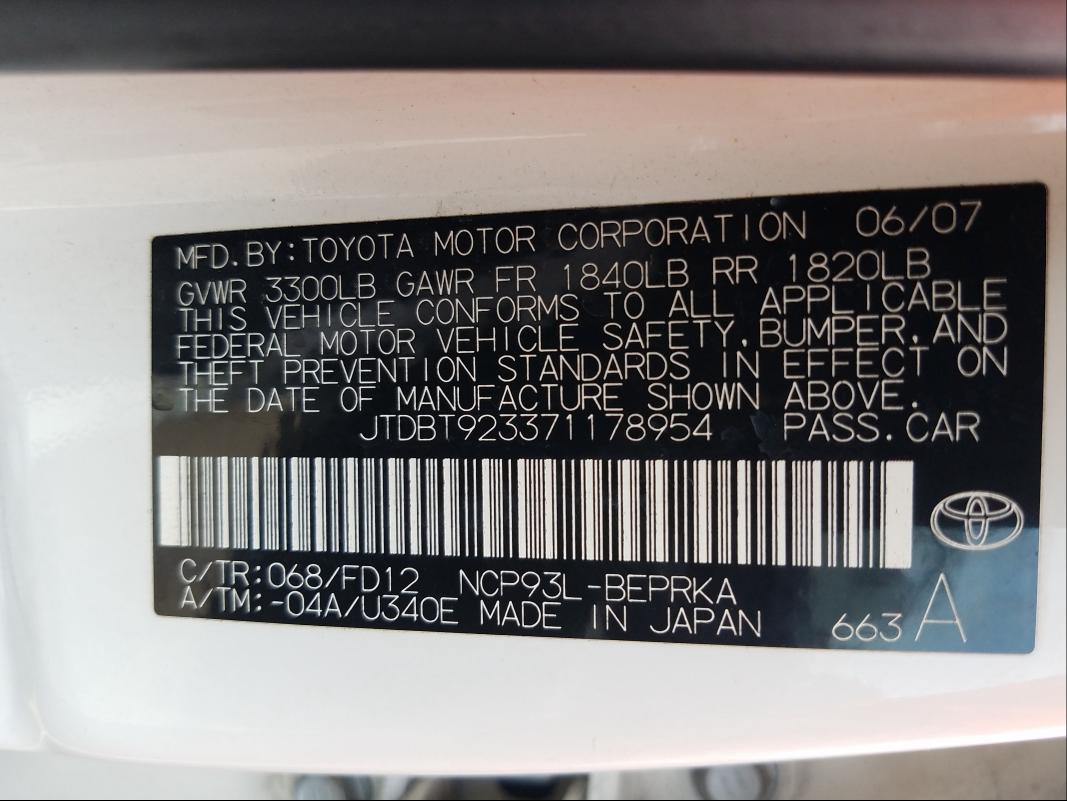 MFD. BY: TOYOTA MOTOR CORPORATION 06/07
GVWR 3300LB GAWR FR 1840LB RR 1820LB
THIS VEHICLE CONFORMS TO ALL APPLICABLE
FEDERAL MOTOR VEHICLE SAFETY, BUMPER, AND
THEFT PREVENTION STANDARDS IN EFFECT ON
THE DATE OF MANUFACTURE SHOWN ABOVE.
JTDBT923371178954 PASS. CAR
C/TR: 068/FD12 NCP93L-BEPRKA
A/TM: -04A/U340E MADE IN JAPAN 663 A